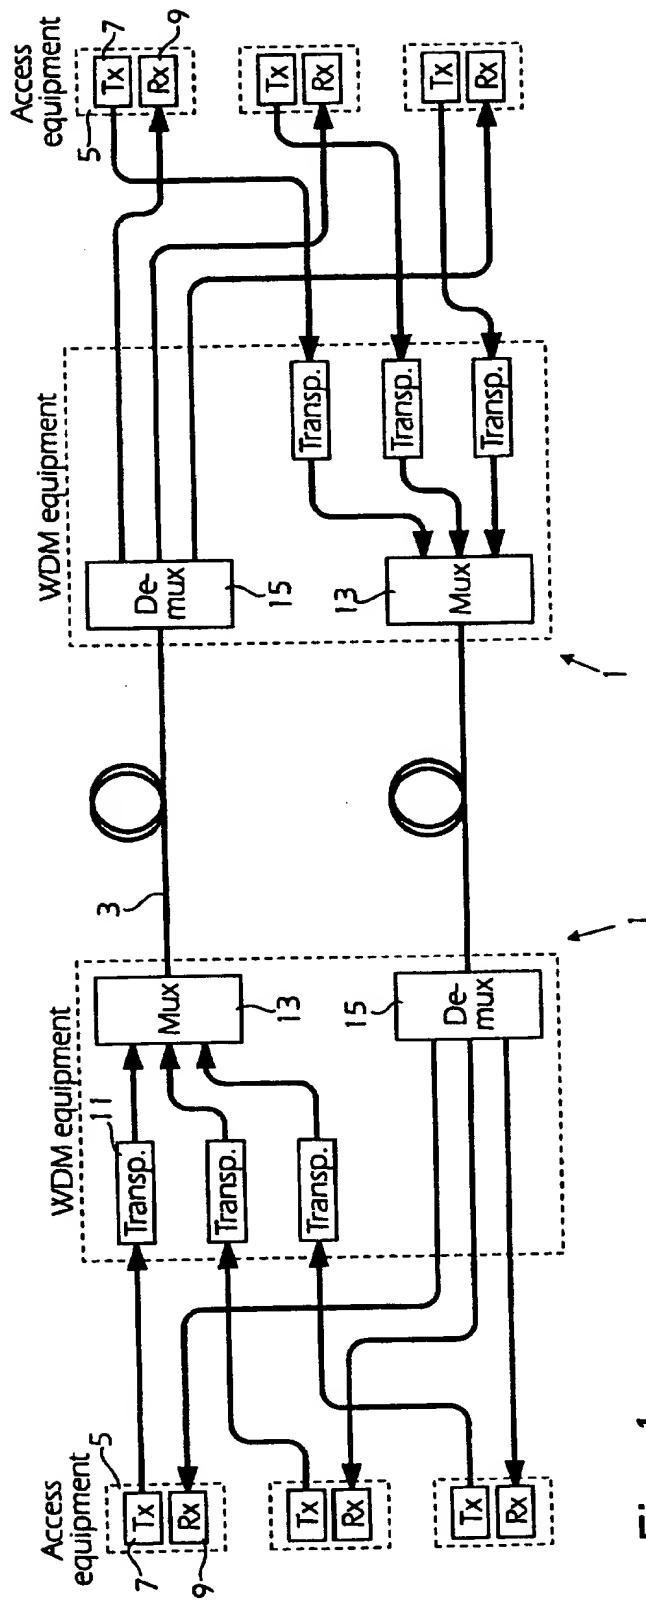 Access
equipment
5
7
Tx
Rx
9
Tx
Rx
Tx
Rx
WDM equipment
11
Transp.
Transp.
Transp.
Mux
13
15
De-
mux
1
3
1
WDM equipment
De-
mux
15
13
Mux
Transp.
Transp.
Transp.
Access
equipment
5
7
Tx
Rx
9
Tx
Rx
Tx
Rx